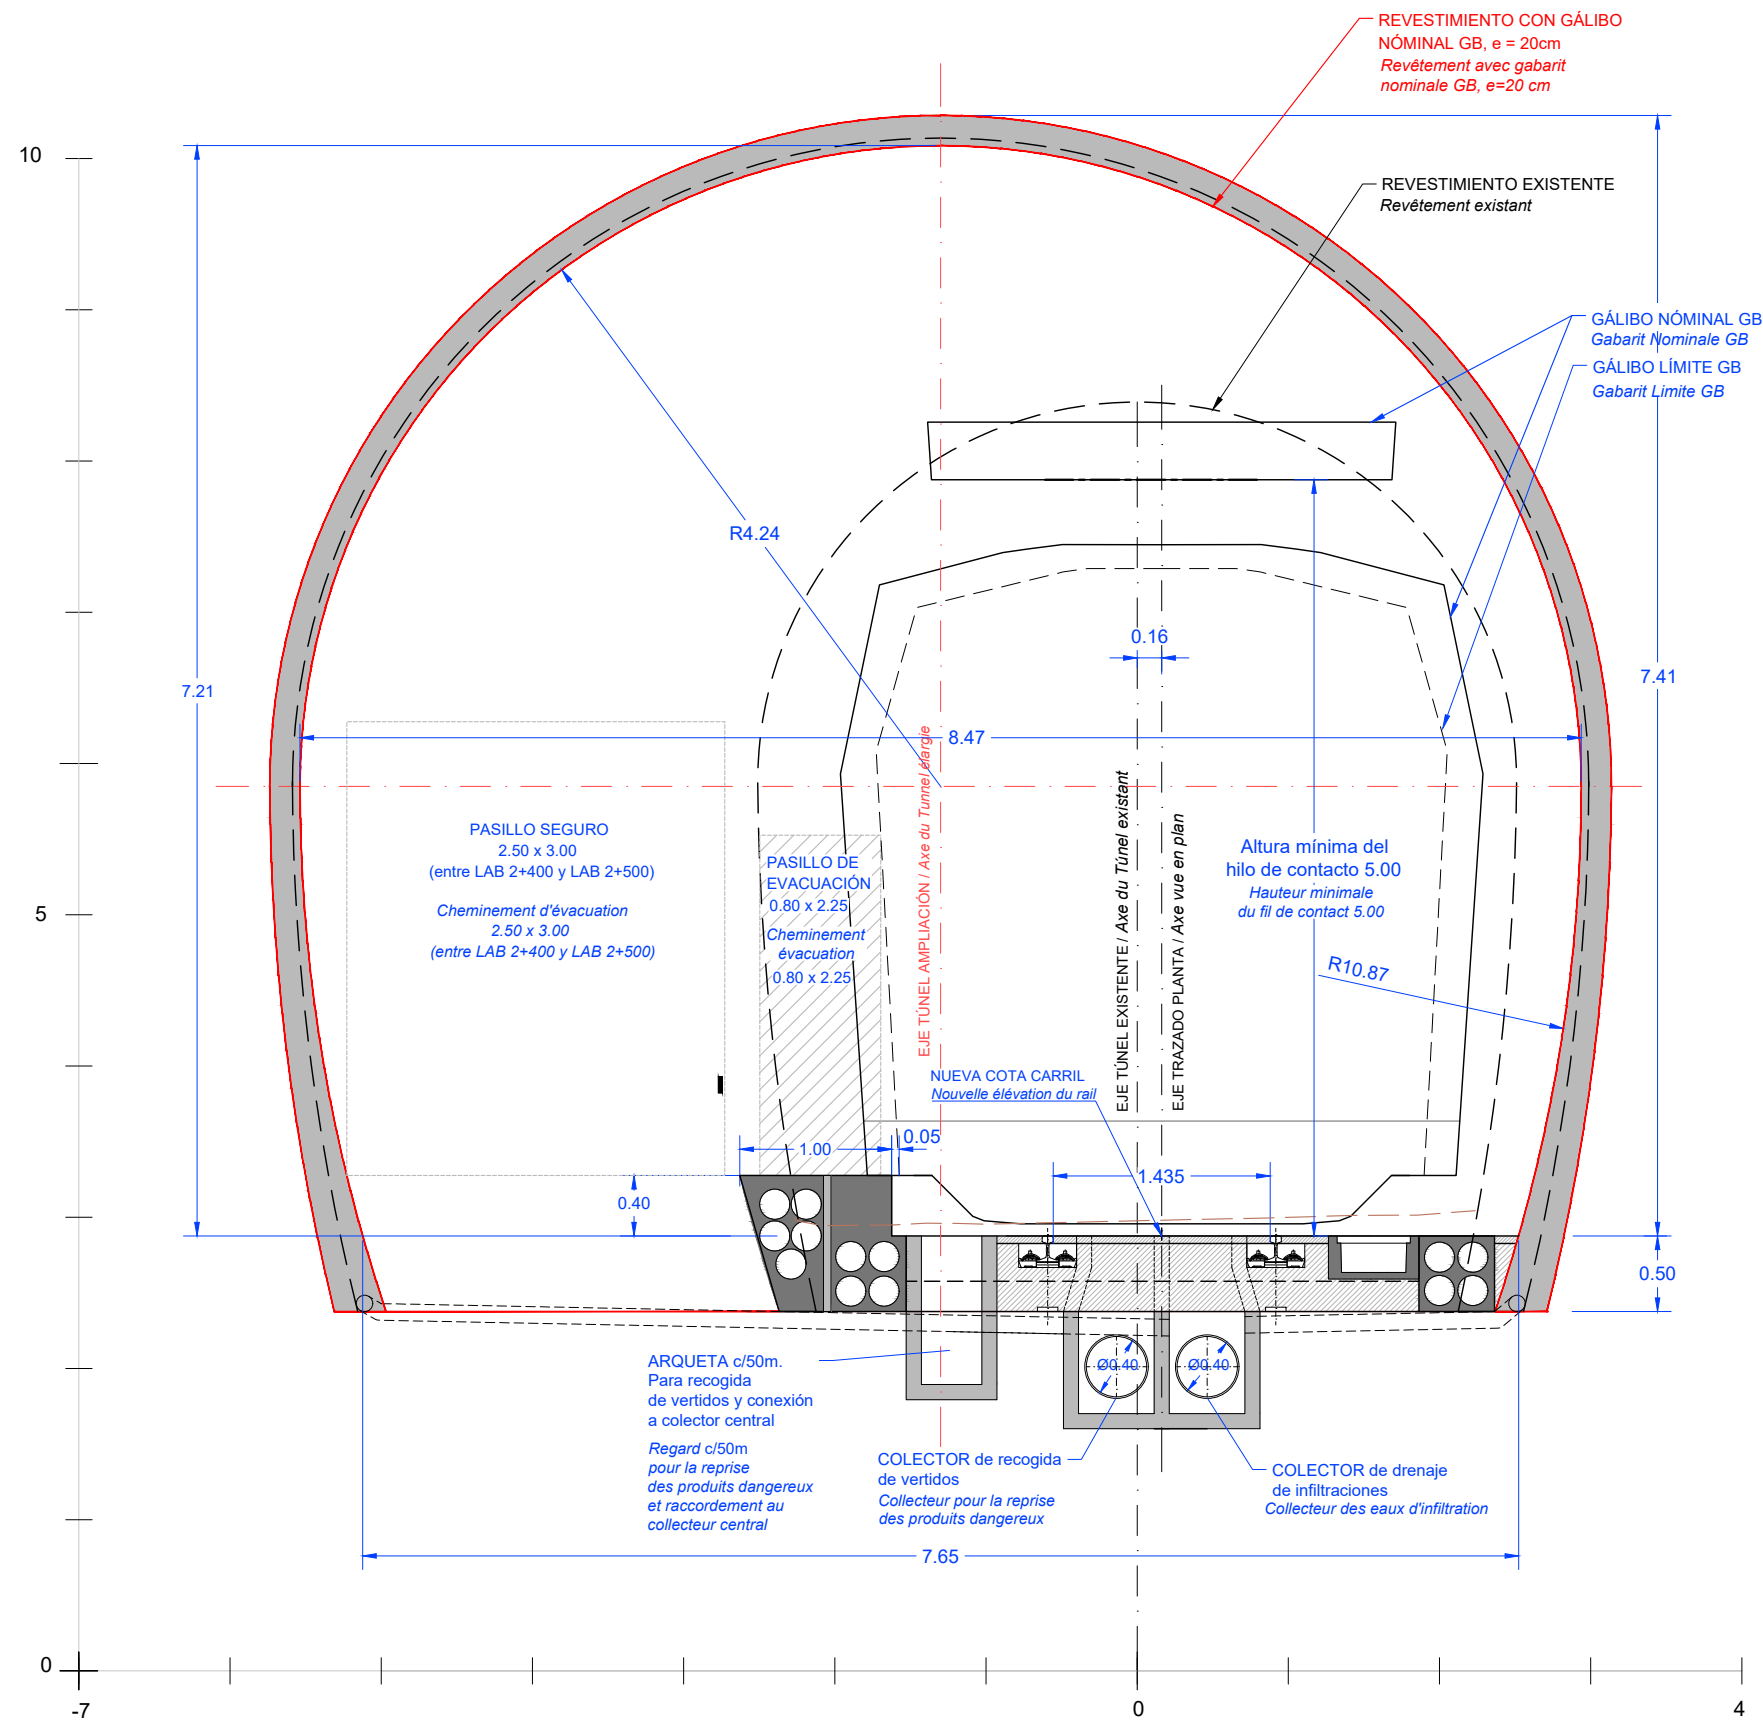 REVESTIMIENTO CON GÁLIBO
NÓMINAL GB, e = 20cm
Revêtement avec gabarit
nominale GB, e=20 cm
10
REVESTIMIENTO EXISTENTE
Revêtement existant
GÁLIBO NÓMINAL GB
Gabarit Nominale GB
GÁLIBO LÍMITE GB
Gabarit Limite GB
R4.24
0.16
7.21
7.41
8.47
PASILLO SEGURO
2.50 x 3.00
(entre LAB 2+400 y LAB 2+500)
Cheminement d'évacuation
2.50 x 3.00
(entre LAB 2+400 y LAB 2+500)
PASILLO DE
EVACUACIÓN
0.80 x 2.25
Cheminement
évacuation
0.80 x 2.25
EJE TÚNEL AMPLIACIÓN / Axe du Tunnel élargie
EJE TÚNEL EXISTENTE / Axe du Túnel existant
EJE TRAZADO PLANTA / Axe vue en plan
Altura mínima del
hilo de contacto 5.00
Hauteur minimale
du fil de contact 5.00
5
R10.87
NUEVA COTA CARRIL
Nouvelle élévation du rail
1.00
0.05
1.435
0.40
0.50
Ø0.40
Ø0.40
ARQUETA c/50m.
Para recogida
de vertidos y conexión
a colector central
Regard c/50m
pour la reprise
des produits dangereux
et raccordement au
collecteur central
COLECTOR de recogida
de vertidos
Collecteur pour la reprise
des produits dangereux
COLECTOR de drenaje
de infiltraciones
Collecteur des eaux d'infiltration
7.65
0
-7
0
4